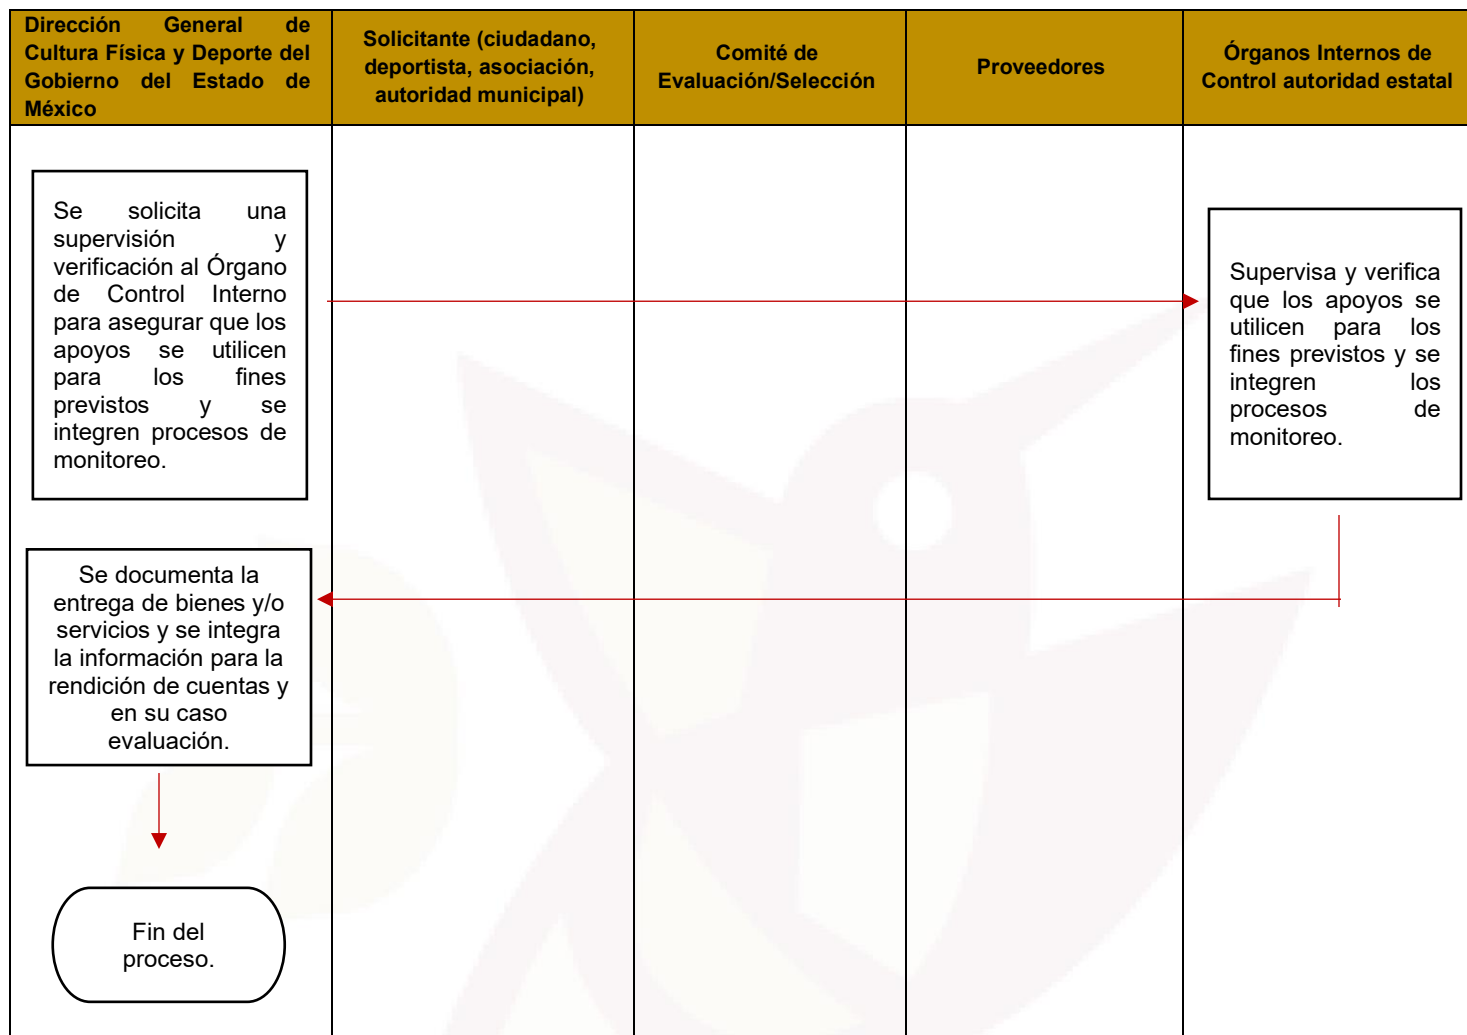 Dirección General de
Cultura Física y Deporte del
Gobierno del Estado de
México
Solicitante (ciudadano,
deportista, asociación,
autoridad municipal)
Comité de
Evaluación/Selección
Proveedores
Órganos Internos de
Control autoridad estatal
Se solicita una
supervisión y
verificación al Órgano
de Control Interno
para asegurar que los
apoyos se utilicen
para los fines
previstos y se
integren procesos de
monitoreo.
Supervisa y verifica
que los apoyos se
utilicen para los
fines previstos y se
integren los
procesos de
monitoreo.
Se documenta la
entrega de bienes y/o
servicios y se integra
la información para la
rendición de cuentas y
en su caso
evaluación.
Fin del
proceso.